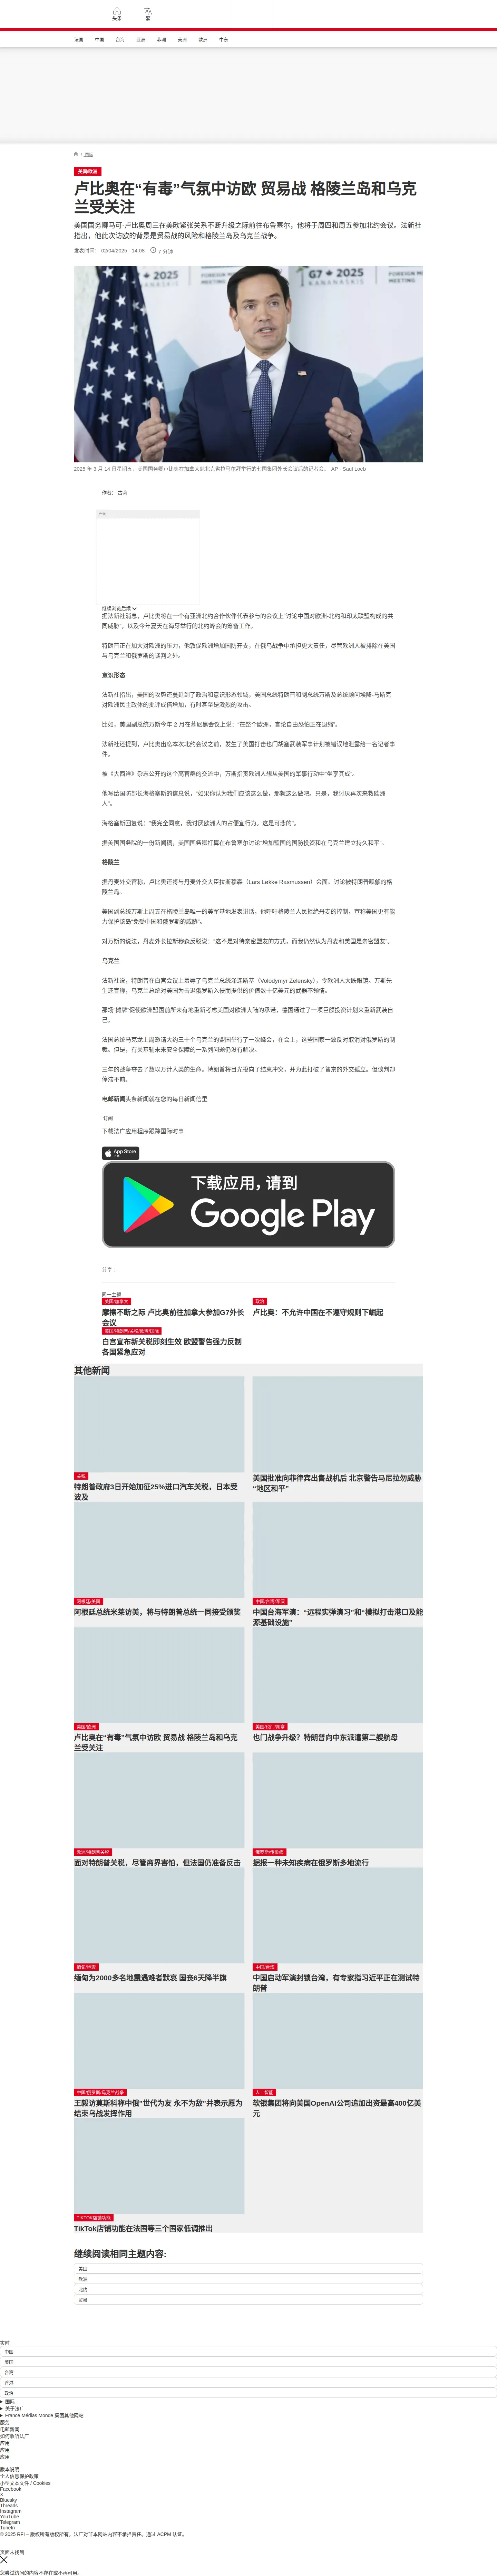 头条
繁
法国
中国
台海
亚洲
非洲
美洲
欧洲
中东
/ 国际
美国/欧洲
卢比奥在“有毒”气氛中访欧 贸易战 格陵兰岛和乌克
兰受关注
美国国务卿马可-卢比奥周三在美欧紧张关系不断升级之际前往布鲁塞尔，他将于周四和周五参加北约会议。法新社
指出，他此次访欧的背景是贸易战的风险和格陵兰岛及乌克兰战争。
发表时间： 02/04/2025 - 14:08
7 分钟
2025 年 3 月 14 日星期五，美国国务卿卢比奥在加拿大魁北克省拉马尔拜举行的七国集团外长会议后的记者会。 AP - Saul Loeb
作者： 古莉
广告
继续浏览后续
据法新社消息，卢比奥将在一个有亚洲北约合作伙伴代表参与的会议上“讨论中国对欧洲-北约和印太联盟构成的共
同威胁”，以及今年夏天在海牙举行的北约峰会的筹备工作。
特朗普正在加大对欧洲的压力，他敦促欧洲增加国防开支，在俄乌战争中承担更大责任，尽管欧洲人被排除在美国
与乌克兰和俄罗斯的谈判之外。
意识形态
法新社指出，美国的攻势还蔓延到了政治和意识形态领域，美国总统特朗普和副总统万斯及总统顾问埃隆-马斯克
对欧洲民主政体的批评成倍增加，有时甚至是激烈的攻击。
比如，美国副总统万斯今年 2 月在慕尼黑会议上说：“在整个欧洲，言论自由恐怕正在退缩”。
法新社还提到，卢比奥出席本次北约会议之前，发生了美国打击也门胡塞武装军事计划被错误地泄露给一名记者事
件。
被《大西洋》杂志公开的这个高官群的交流中，万斯指责欧洲人想从美国的军事行动中“坐享其成”。
他写给国防部长海格塞斯的信息说，“如果你认为我们应该这么做，那就这么做吧。只是，我讨厌再次来救欧洲
人”。
海格塞斯回复说：“我完全同意，我讨厌欧洲人的占便宜行为。这是可悲的”。
据美国国务院的一份新闻稿，美国国务卿打算在布鲁塞尔讨论“增加盟国的国防投资和在乌克兰建立持久和平”。
格陵兰
据丹麦外交官称，卢比奥还将与丹麦外交大臣拉斯穆森（Lars Løkke Rasmussen）会面。讨论被特朗普觊觎的格
陵兰岛。
美国副总统万斯上周五在格陵兰岛唯一的美军基地发表讲话，他呼吁格陵兰人民拒绝丹麦的控制，宣称美国更有能
力保护该岛“免受中国和俄罗斯的威胁”。
对万斯的说法，丹麦外长拉斯穆森反驳说：“这不是对待亲密盟友的方式，而我仍然认为丹麦和美国是亲密盟友”。
乌克兰
法新社说，特朗普在白宫会议上羞辱了乌克兰总统泽连斯基（Volodymyr Zelensky），令欧洲人大跌眼镜。万斯先
生还宣称，乌克兰总统对美国为击退俄罗斯入侵而提供的价值数十亿美元的武器不领情。
那场“摊牌”促使欧洲盟国前所未有地重新考虑美国对欧洲大陆的承诺，德国通过了一项巨额投资计划来重新武装自
己。
法国总统马克龙上周邀请大约三十个乌克兰的盟国举行了一次峰会，在会上，这些国家一致反对取消对俄罗斯的制
裁。但是，有关基辅未来安全保障的一系列问题仍没有解决。
三年的战争夺去了数以万计人类的生命。特朗普将目光投向了结束冲突，并为此打破了普京的外交孤立。但谈判却
停滞不前。
电邮新闻头条新闻就在您的每日新闻信里
订阅
下载法广应用程序跟踪国际时事
App Store
下载
下载应用，请到
Google Play
分享 :
同一主题
美国/加拿大
摩擦不断之际 卢比奥前往加拿大参加G7外长
会议
政治
卢比奥：不允许中国在不遵守规则下崛起
美国/特朗普/关税/欧盟/国际
白宫宣布新关税即刻生效 欧盟警告强力反制
各国紧急应对
其他新闻
关税
特朗普政府3日开始加征25%进口汽车关税，日本受
波及
美国批准向菲律宾出售战机后 北京警告马尼拉勿威胁
“地区和平”
阿根廷/美国
阿根廷总统米莱访美，将与特朗普总统一同接受颁奖
中国/台湾/军演
中国台海军演：“远程实弹演习”和“模拟打击港口及能
源基础设施”
美国/欧洲
卢比奥在“有毒”气氛中访欧 贸易战 格陵兰岛和乌克
兰受关注
美国/也门/胡塞
也门战争升级？特朗普向中东派遣第二艘航母
欧洲/特朗普关税
面对特朗普关税，尽管商界害怕，但法国仍准备反击
俄罗斯/传染病
据报一种未知疾病在俄罗斯多地流行
缅甸/地震
缅甸为2000多名地震遇难者默哀 国丧6天降半旗
中国/台湾
中国启动军演封锁台湾，有专家指习近平正在测试特
朗普
中国/俄罗斯/乌克兰战争
王毅访莫斯科称中俄“世代为友 永不为敌”并表示愿为
结束乌战发挥作用
人工智能
软银集团将向美国OpenAI公司追加出资最高400亿美
元
TIKTOK店铺功能
TikTok店铺功能在法国等三个国家低调推出
继续阅读相同主题内容:
美国
欧洲
北约
贸易
实时
中国
美国
台湾
香港
政治
国际
关于法广
France Médias Monde 集团其他网站
服务
电邮新闻
如何收听法广
应用
应用
应用
版本说明
个人信息保护政策
小型文本文件 / Cookies
Facebook
X
Bluesky
Threads
Instagram
YouTube
Telegram
TuneIn
© 2025 RFI – 版权所有版权所有。法广对非本网站内容不承担责任。通过 ACPM 认证。
页面未找到
您尝试访问的内容不存在或不再可用。